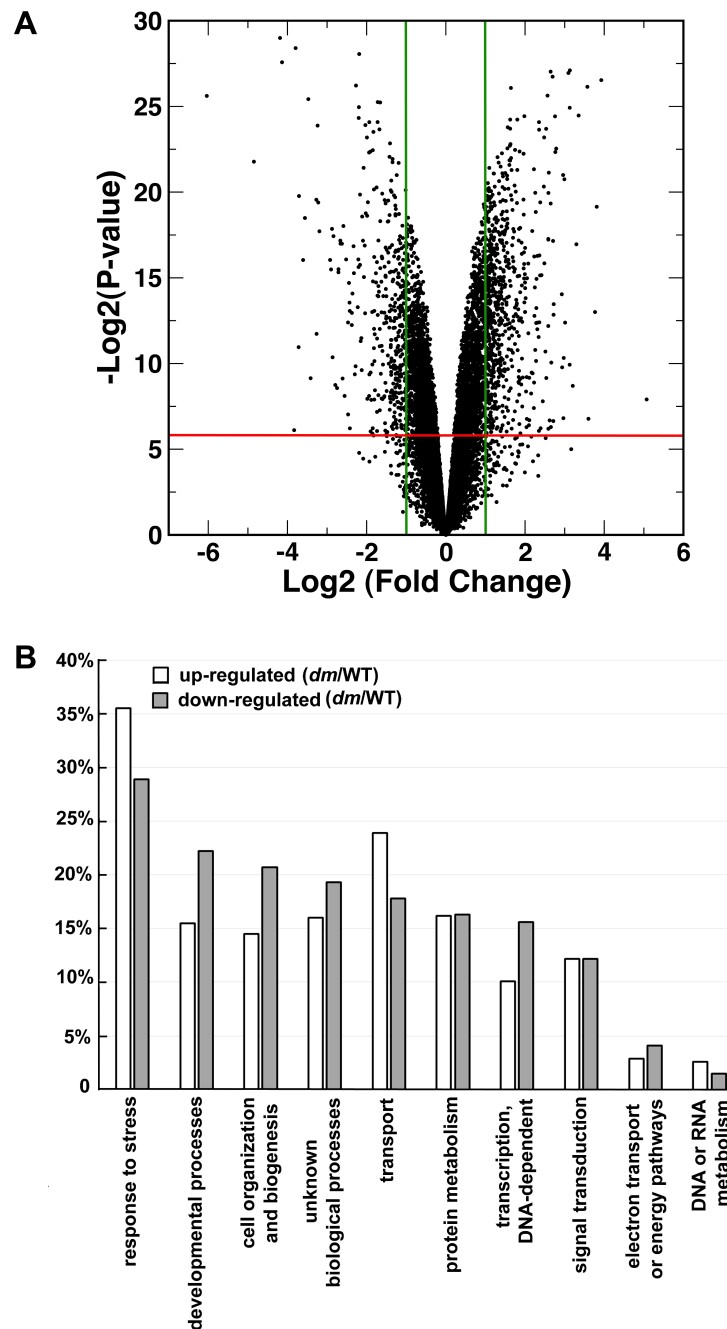 A
30
25
20
15
10
5
0
-Log2(P-value)
-6 -4 -2 0 2 4 6
Log2 (Fold Change)
B
40%
35%
30%
25%
20%
15%
10%
5%
0
up-regulated (dm/WT)
down-regulated (dm/WT)
response to stress
developmental processes
cell organization
and biogenesis
unknown
biological processes
transport
protein metabolism
transcription,
DNA-dependent
signal transduction
electron transport
or energy pathways
DNA or RNA
metabolism